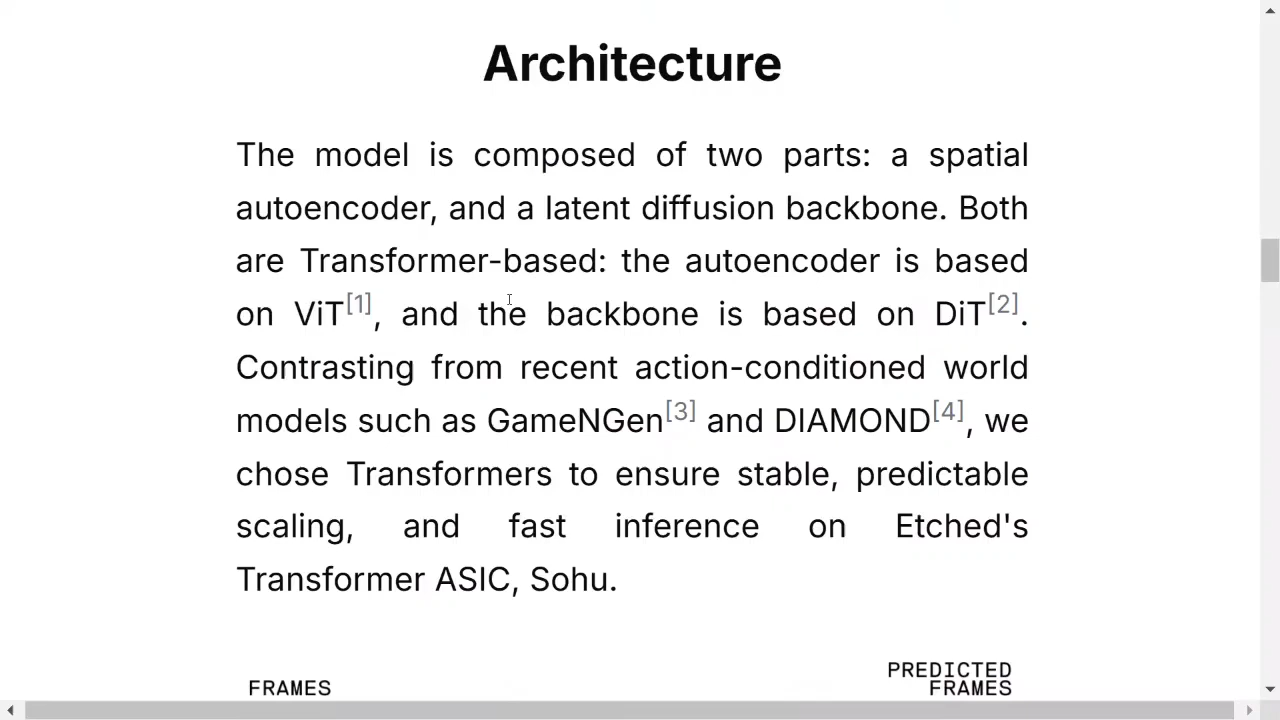 Architecture
The model is composed of two parts: a spatial
autoencoder, and a latent diffusion backbone. Both
are Transformer-based: the autoencoder is based
on ViT[1], and the backbone is based on DiT[2].
Contrasting from recent action-conditioned world
models such as GameNGen[3] and DIAMOND[4], we
chose Transformers to ensure stable, predictable
scaling, and fast inference on Etched's
Transformer ASIC, Sohu.
FRAMES
PREDICTED
FRAMES